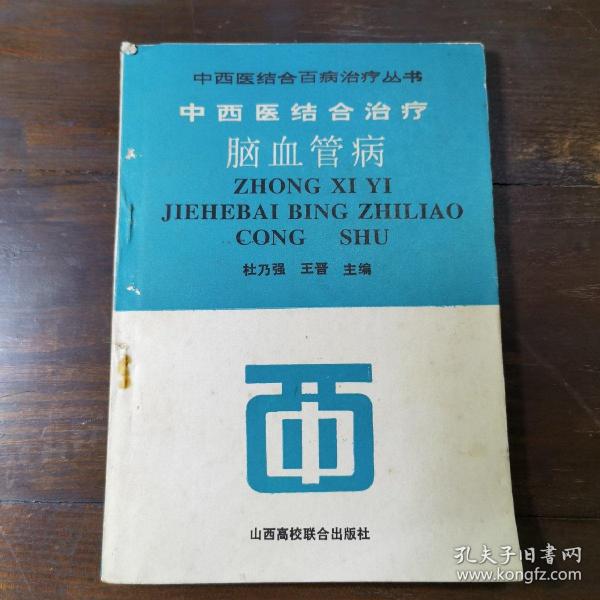 中西医结合百病治疗丛书
中西医结合治疗
脑血管病
ZHONG XI YI
JIEHEBAI BING ZHILIAO
CONG SHU
杜乃强 王晋 主编
山西高校联合出版社
孔夫子旧书网
www.kongfz.com